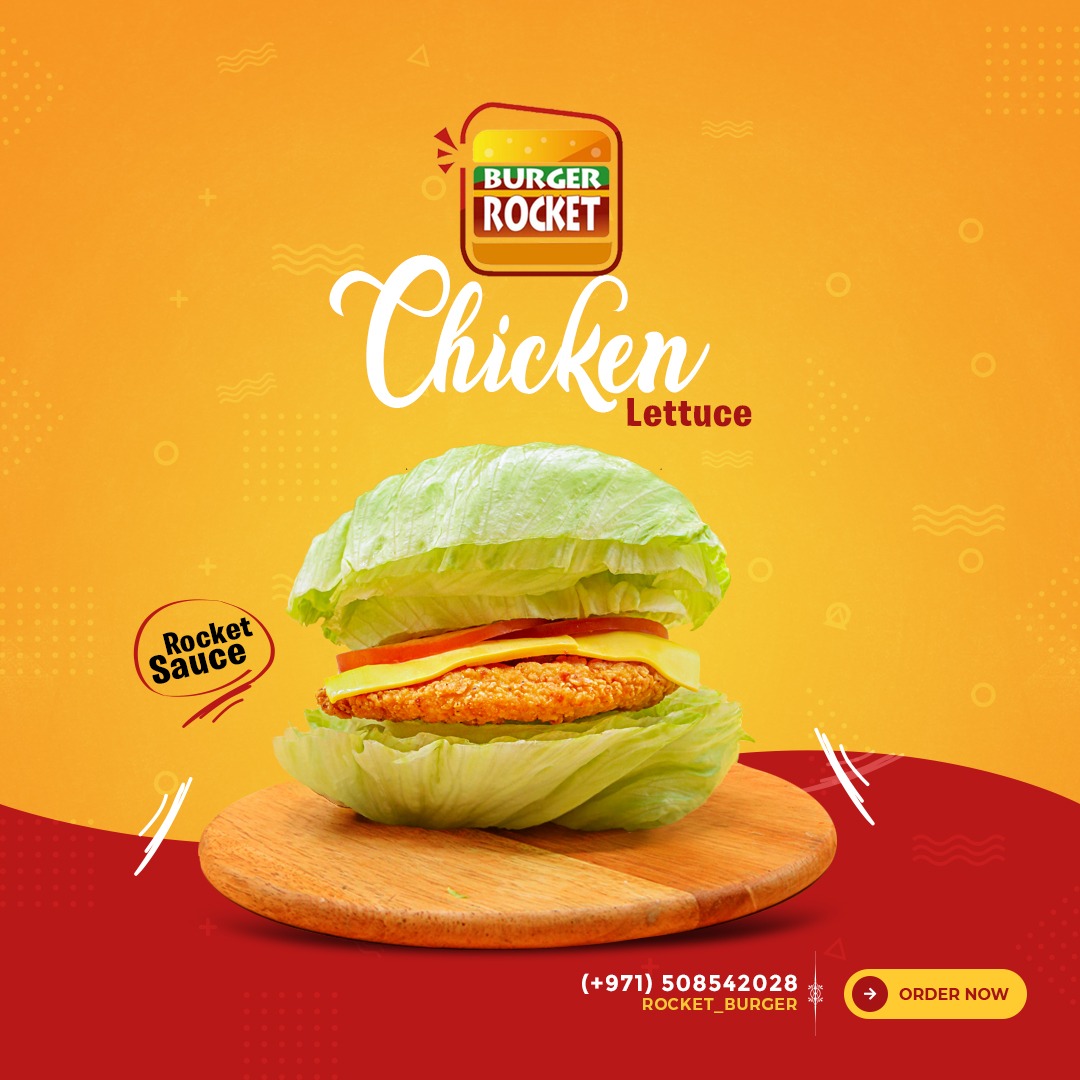 BURGER
ROCKET
Chicken
Lettuce
Rocket
Sauce
(+971) 508542028
ROCKET_BURGER
ORDER NOW